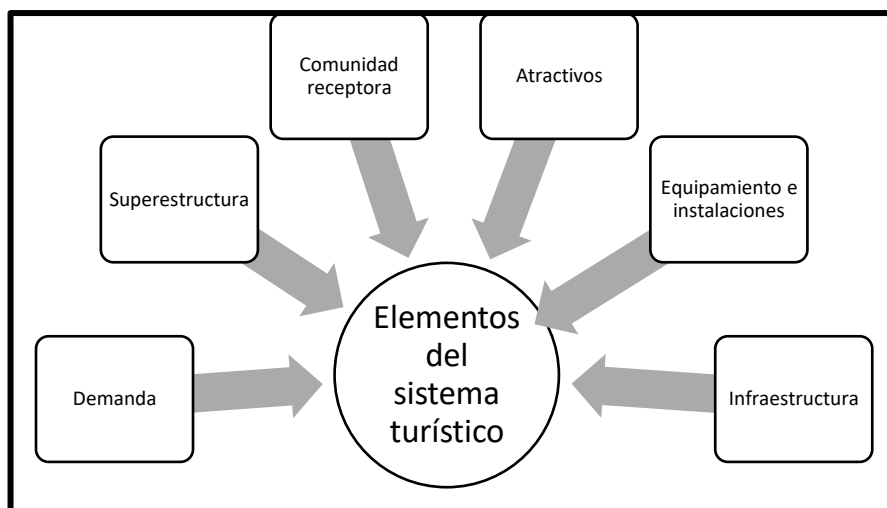 Comunidad
receptora
Atractivos
Superestructura
Equipamiento e
instalaciones
Elementos
del
sistema
turístico
Demanda
Infraestructura